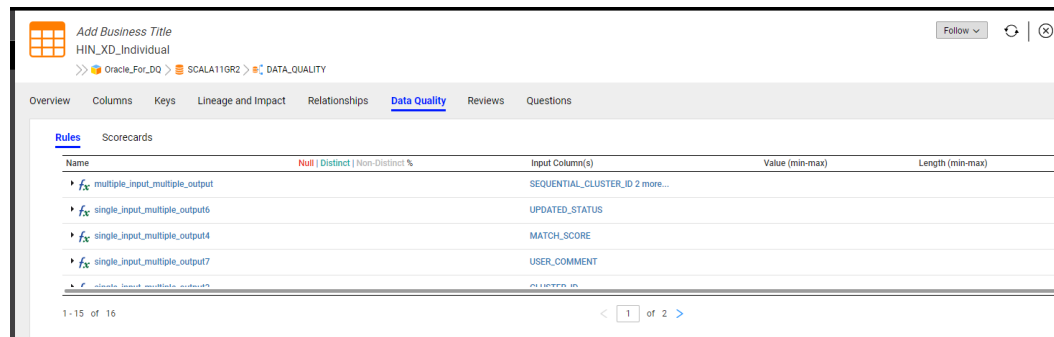 Add Business Title
Follow
HIN_XD_Individual
Oracle_For_DQ > SCALA11GR2 > DATA_QUALITY
Overview Columns Keys Lineage and Impact Relationships Data Quality Reviews Questions
Rules Scorecards
Name Null | Distinct | Non-Distinct % Input Column(s) Value (min-max) Length (min-max)
multiple_input_multiple_output SEQUENTIAL_CLUSTER_ID 2 more...
single_input_multiple_output6 UPDATED_STATUS
single_input_multiple_output4 MATCH_SCORE
single_input_multiple_output7 USER_COMMENT
1 - 15 of 16 < 1 of 2 >